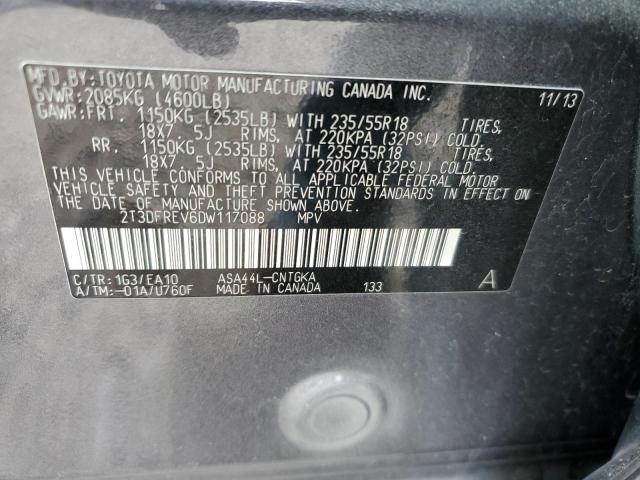 MFD.BY:TOYOTA MOTOR MANUFACTURING CANADA INC.
GVWR:2085KG (4600LB) 11/13
GAWR:FRT. 1150KG (2535LB) WITH 235/55R18 TIRES,
18X7. 5J RIMS, AT 220KPA (32PSI) COLD
RR. 1150KG (2535LB) WITH 235/55R18 TIRES,
18X7. 5J RIMS, AT 220KPA (32PSI) COLD.
THIS VEHICLE CONFORMS TO ALL APPLICABLE FEDERAL MOTOR
VEHICLE SAFETY AND THEFT PREVENTION STANDARDS IN EFFECT ON
THE DATE OF MANUFACTURE SHOWN ABOVE.
2T3DFREV6DW117088 MPV
C/TR:1G3/EA10 ASA44L-CNTGKA A
A/TM:-01A/U760F MADE IN CANADA 133